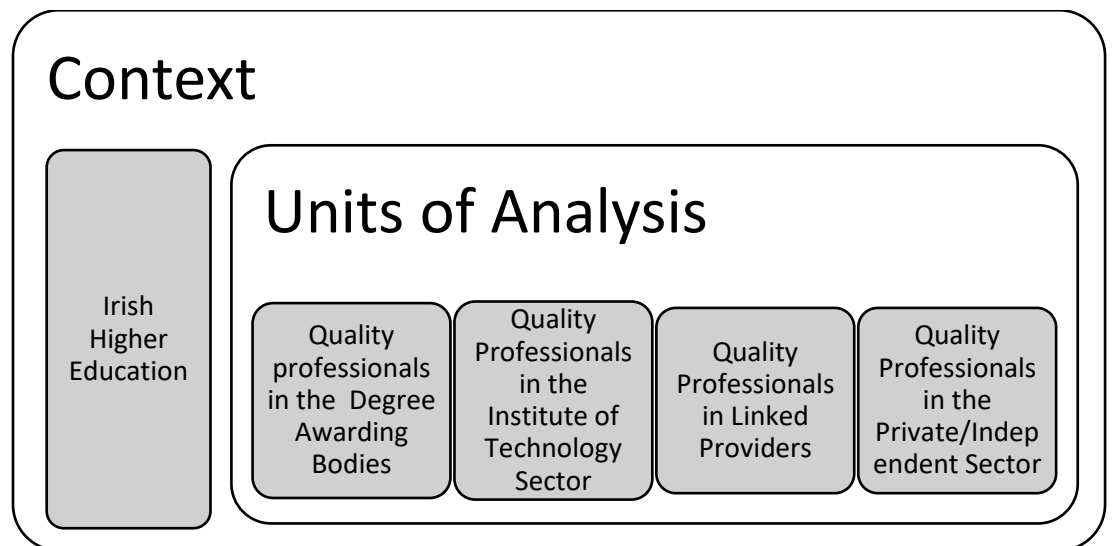 Context
Irish
Higher
Education
Units of Analysis
Quality
professionals
in the Degree
Awarding
Bodies
Quality
Professionals
in the
Institute of
Technology
Sector
Quality
Professionals
in Linked
Providers
Quality
Professionals
in the
Private/Indep
endent Sector